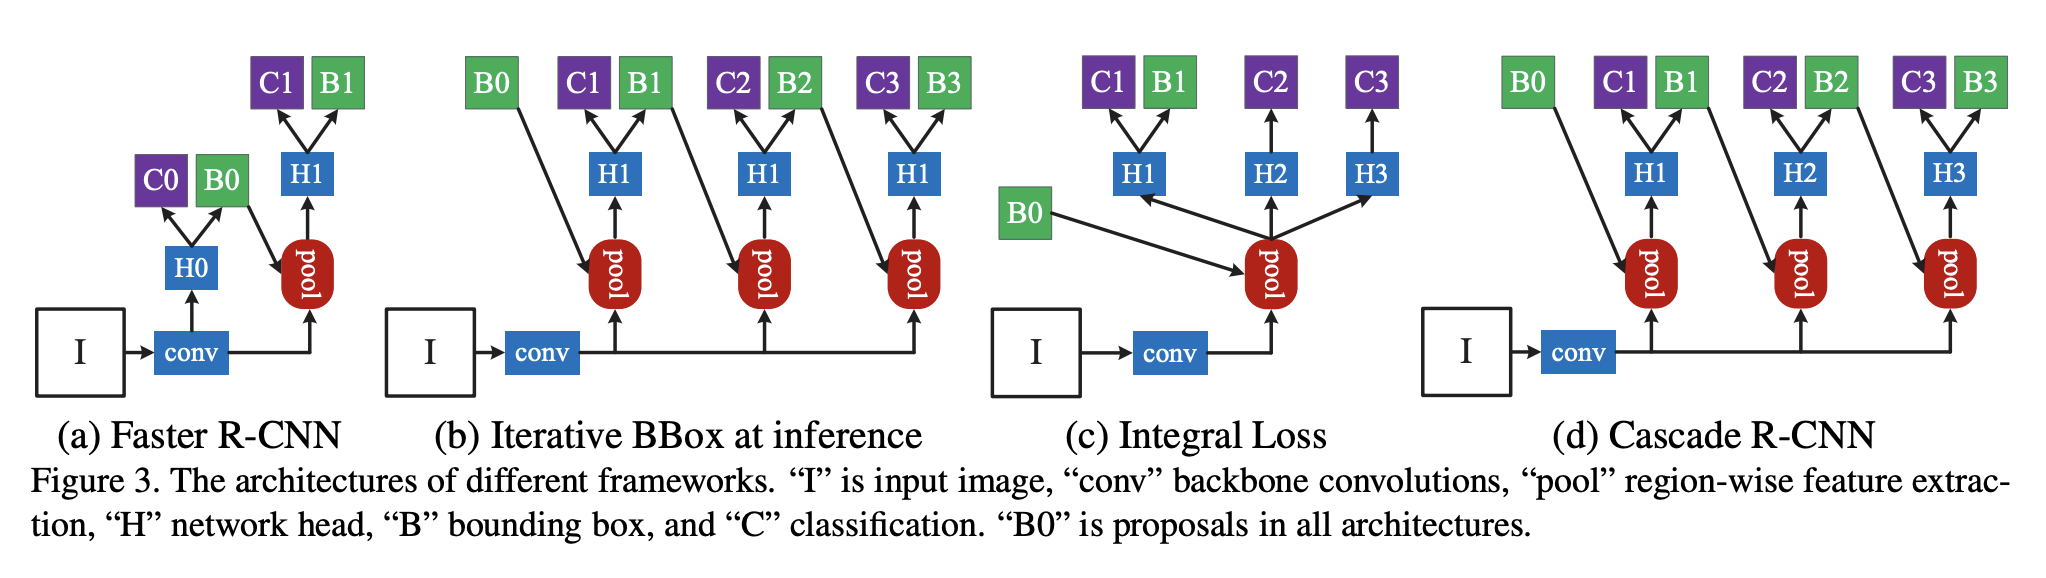 C1 B1 B0 C1 B1 C2 B2 C3 B3 C1 B1 C2 C3 B0 C1 B1 C2 B2 C3 B3
C0 B0 H1 H1 H1 H1 H1 H2 H3 H1 H2 H3
B0
H0 pool pool pool pool pool pool pool pool
I conv I conv I conv I conv
(a) Faster R-CNN (b) Iterative BBox at inference (c) Integral Loss (d) Cascade R-CNN
Figure 3. The architectures of different frameworks. “I” is input image, “conv” backbone convolutions, “pool” region-wise feature extrac-
tion, “H” network head, “B” bounding box, and “C” classification. “B0” is proposals in all architectures.